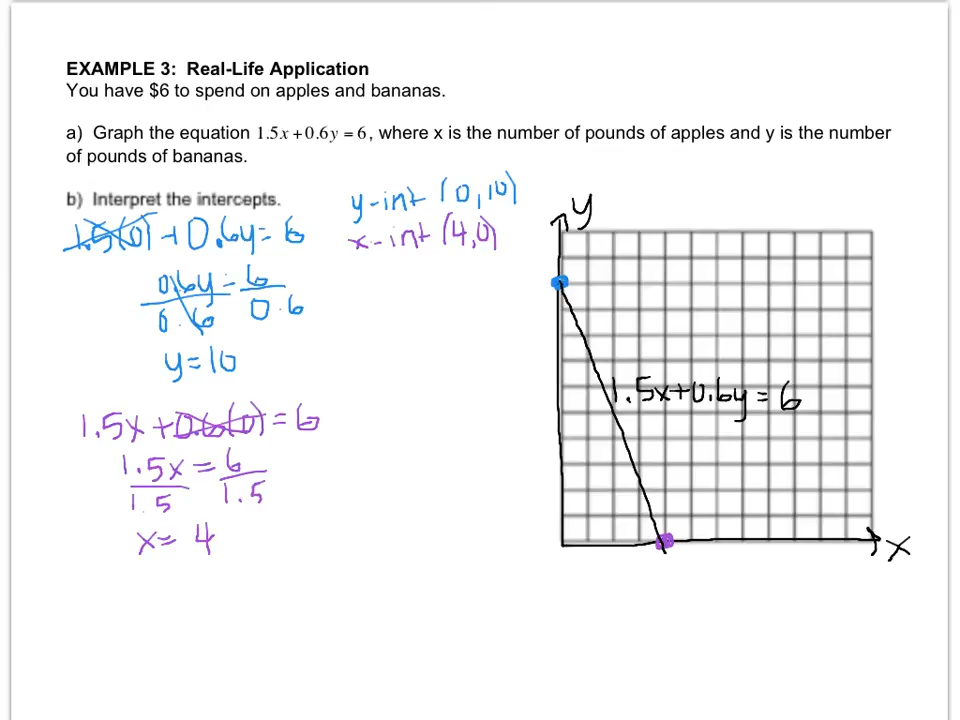 EXAMPLE 3:  Real-Life Application
You have $6 to spend on apples and bananas.
a)  Graph the equation 1.5x + 0.6y = 6, where x is the number of pounds of apples and y is the number
of pounds of bananas.
b)  Interpret the intercepts.
y-int (0,10)
x-int (4,0)
1.5(0) + 0.6y = 6
0.6y = 6
0.6 0.6
y = 10
1.5x + 0.6(0) = 6
1.5x = 6
1.5 1.5
x = 4
y
1.5x+0.6y = 6
x